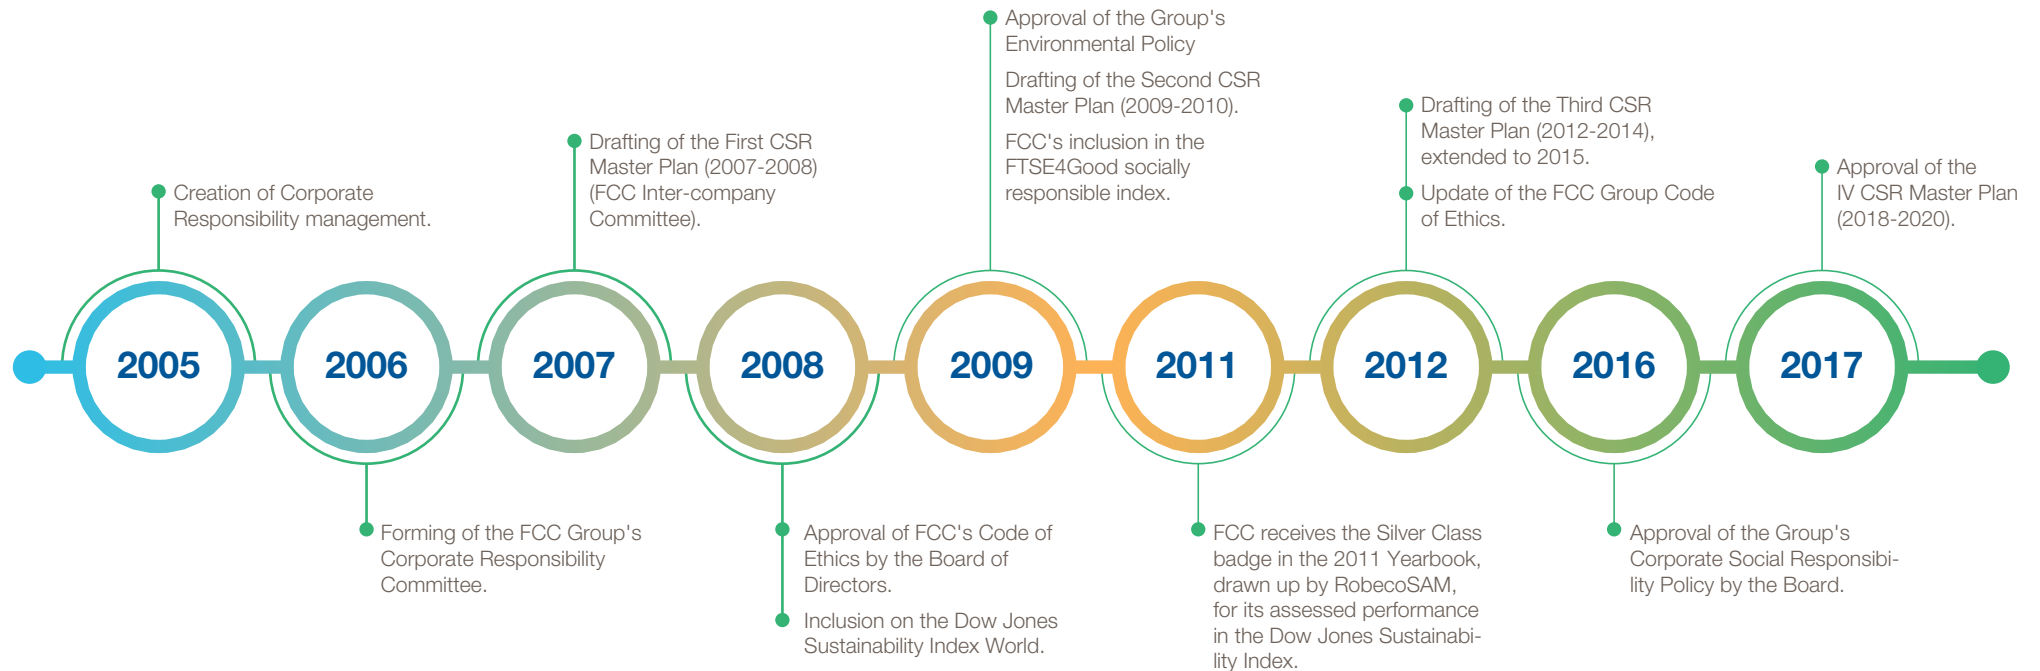 2005
Creation of Corporate
Responsibility management.
2006
Forming of the FCC Group's
Corporate Responsibility
Committee.
2007
Drafting of the First CSR
Master Plan (2007-2008)
(FCC Inter-company
Committee).
2008
Approval of FCC's Code of
Ethics by the Board of
Directors.
Inclusion on the Dow Jones
Sustainability Index World.
2009
Approval of the Group's
Environmental Policy
Drafting of the Second CSR
Master Plan (2009-2010).
FCC's inclusion in the
FTSE4Good socially
responsible index.
2011
FCC receives the Silver Class
badge in the 2011 Yearbook,
drawn up by RobecoSAM,
for its assessed performance
in the Dow Jones Sustainabi-
lity Index.
2012
Drafting of the Third CSR
Master Plan (2012-2014),
extended to 2015.
Update of the FCC Group Code
of Ethics.
2016
Approval of the Group's
Corporate Social Responsibi-
lity Policy by the Board.
2017
Approval of the
IV CSR Master Plan
(2018-2020).